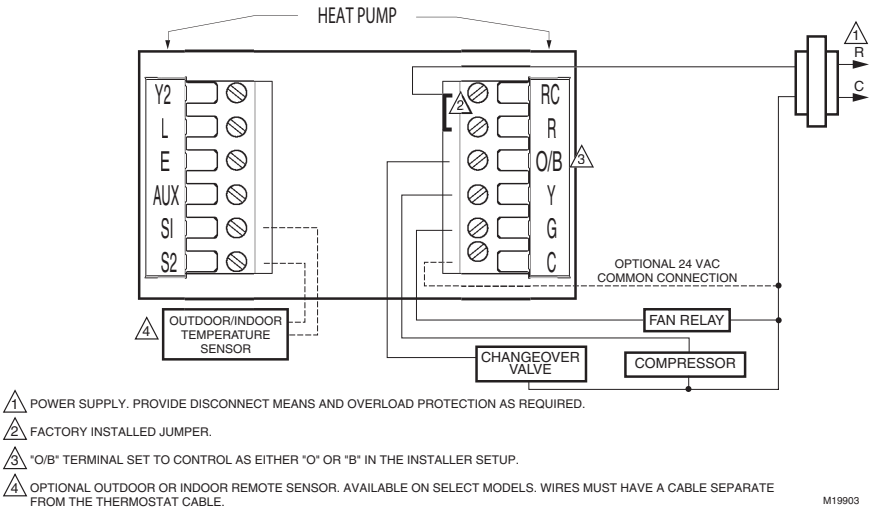 HEAT PUMP
1
R
C
Y2
L
E
AUX
SI
S2
2
RC
R
O/B
3
Y
G
C
OPTIONAL 24 VAC
COMMON CONNECTION
4
OUTDOOR/INDOOR
TEMPERATURE
SENSOR
FAN RELAY
CHANGEOVER
VALVE
COMPRESSOR
1 POWER SUPPLY. PROVIDE DISCONNECT MEANS AND OVERLOAD PROTECTION AS REQUIRED.
2 FACTORY INSTALLED JUMPER.
3 "O/B" TERMINAL SET TO CONTROL AS EITHER "O" OR "B" IN THE INSTALLER SETUP.
4 OPTIONAL OUTDOOR OR INDOOR REMOTE SENSOR. AVAILABLE ON SELECT MODELS. WIRES MUST HAVE A CABLE SEPARATE
FROM THE THERMOSTAT CABLE.
M19903